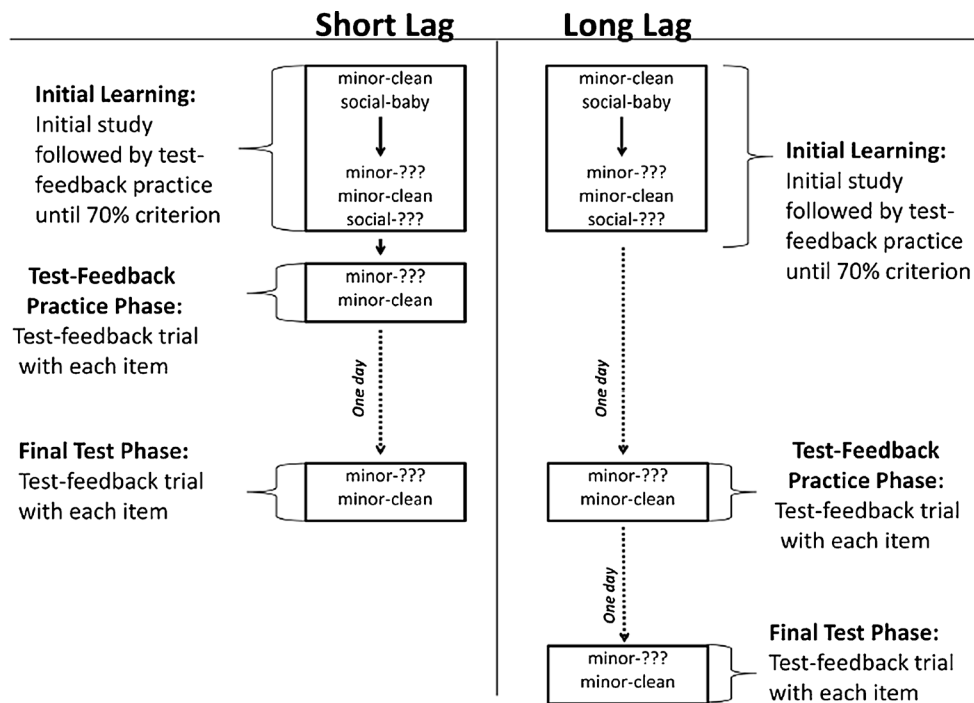 Short Lag
Initial Learning:
Initial study
followed by test-
feedback practice
until 70% criterion
minor-clean
social-baby
minor-???
minor-clean
social-???
Test-Feedback
Practice Phase:
Test-feedback trial
with each item
minor-???
minor-clean
One day
Final Test Phase:
Test-feedback trial
with each item
minor-???
minor-clean
Long Lag
minor-clean
social-baby
minor-???
minor-clean
social-???
Initial Learning:
Initial study
followed by test-
feedback practice
until 70% criterion
One day
minor-???
minor-clean
Test-Feedback
Practice Phase:
Test-feedback trial
with each item
One day
minor-???
minor-clean
Final Test Phase:
Test-feedback trial
with each item